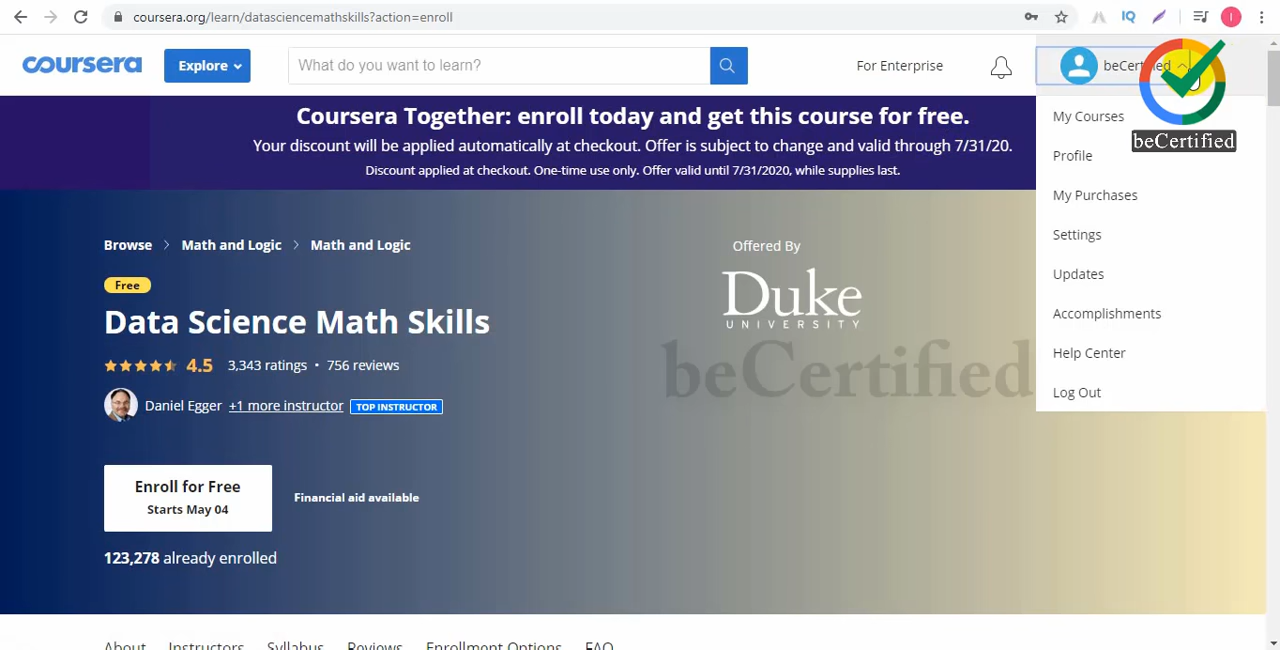 coursera.org/learn/datasciencemathskills?action=enroll
coursera
Explore
What do you want to learn?
For Enterprise
beCertified
beCertified
Coursera Together: enroll today and get this course for free.
Your discount will be applied automatically at checkout. Offer is subject to change and valid through 7/31/20.
Discount applied at checkout. One-time use only. Offer valid until 7/31/2020, while supplies last.
My Courses
Profile
My Purchases
Settings
Updates
Accomplishments
Help Center
Log Out
Browse > Math and Logic > Math and Logic
Free
Data Science Math Skills
4.5 3,343 ratings • 756 reviews
Daniel Egger +1 more instructor TOP INSTRUCTOR
Offered By
Duke
UNIVERSITY
beCertified
Enroll for Free
Starts May 04
Financial aid available
123,278 already enrolled
About Instructors Syllabus Reviews Enrollment Options FAQ